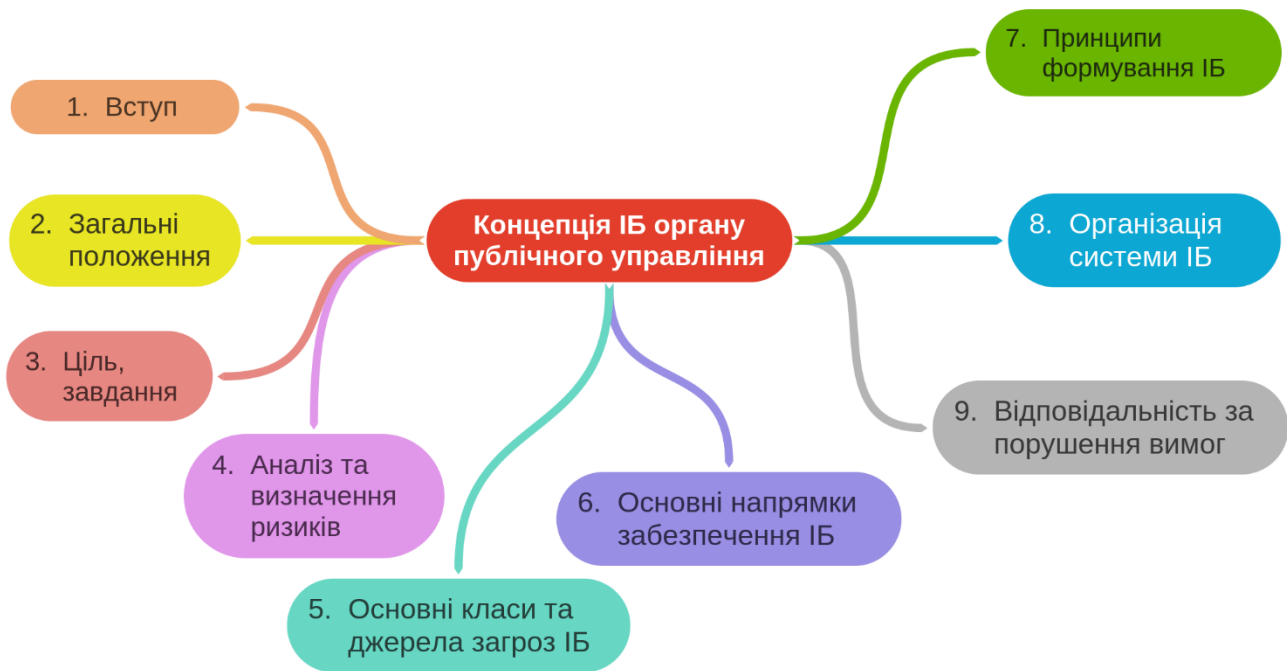 Концепція ІБ органу
публічного управління
1. Вступ
2. Загальні
положення
3. Ціль,
завдання
4. Аналіз та
визначення
ризиків
5. Основні класи та
джерела загроз ІБ
6. Основні напрямки
забезпечення ІБ
7. Принципи
формування ІБ
8. Організація
системи ІБ
9. Відповідальність за
порушення вимог